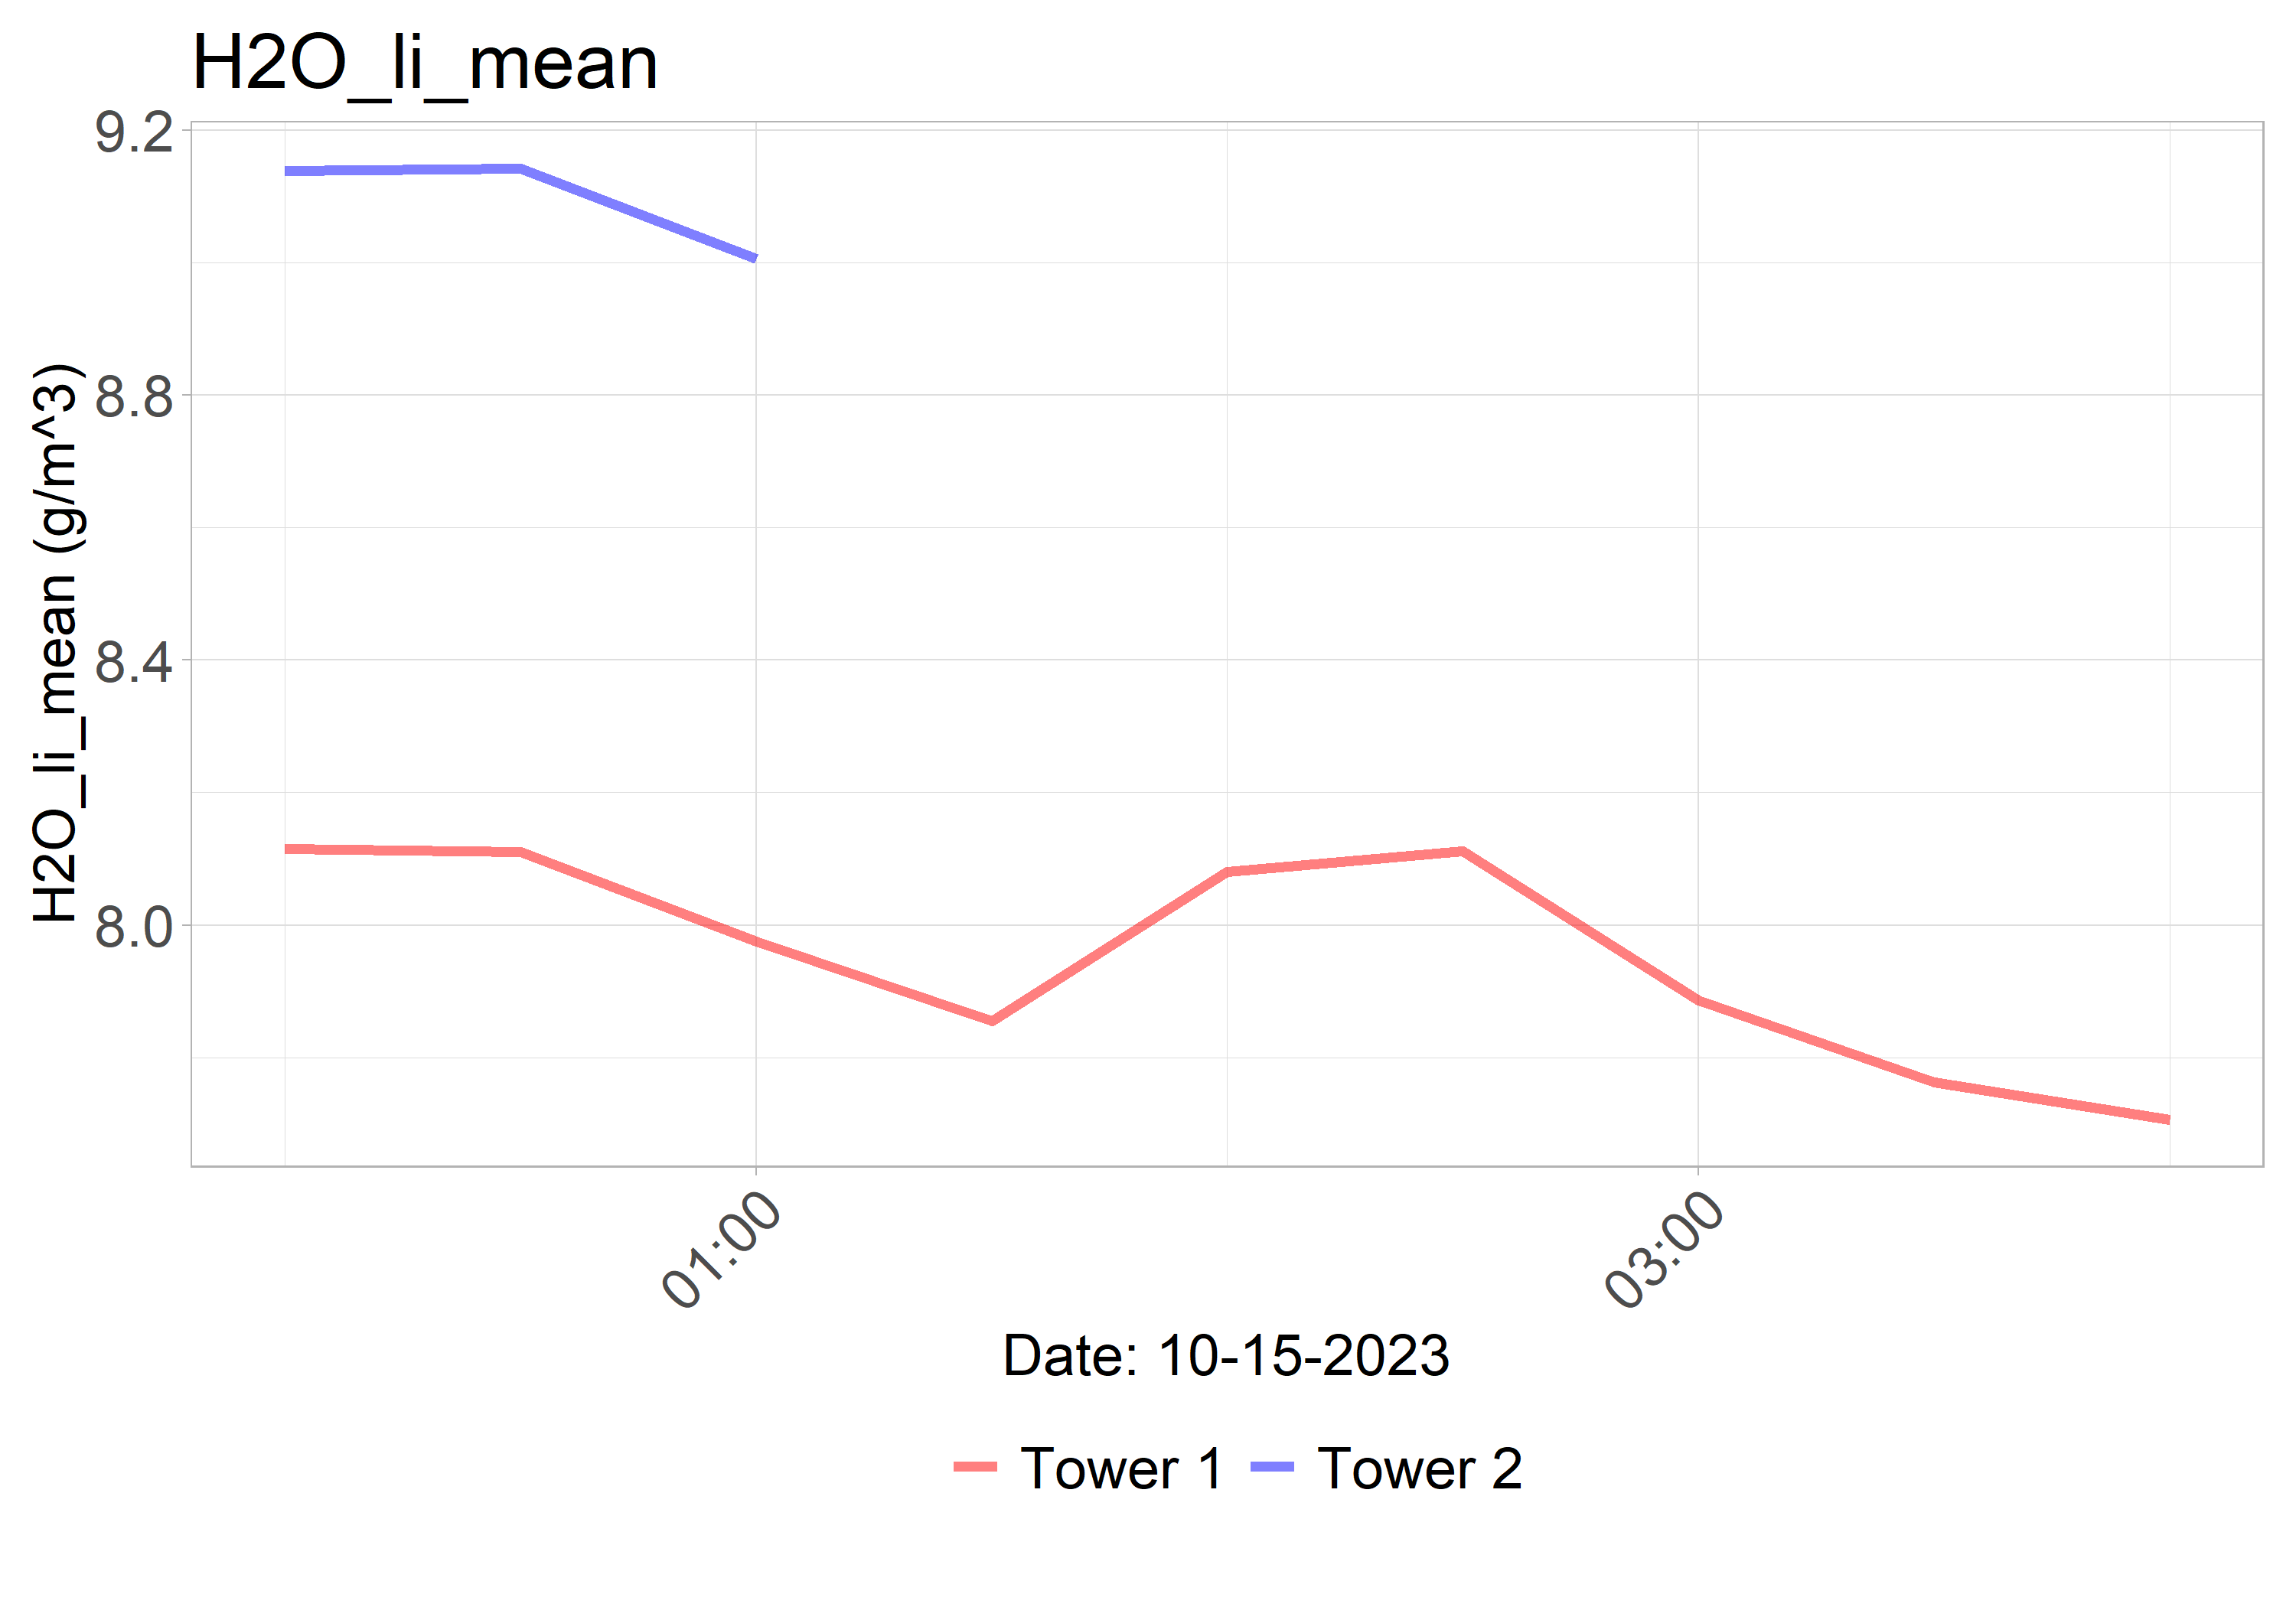 H2O_li_mean
H2O_li_mean (g/m^3)
9.2
8.8
8.4
8.0
01:00
03:00
Date: 10-15-2023
Tower 1
Tower 2